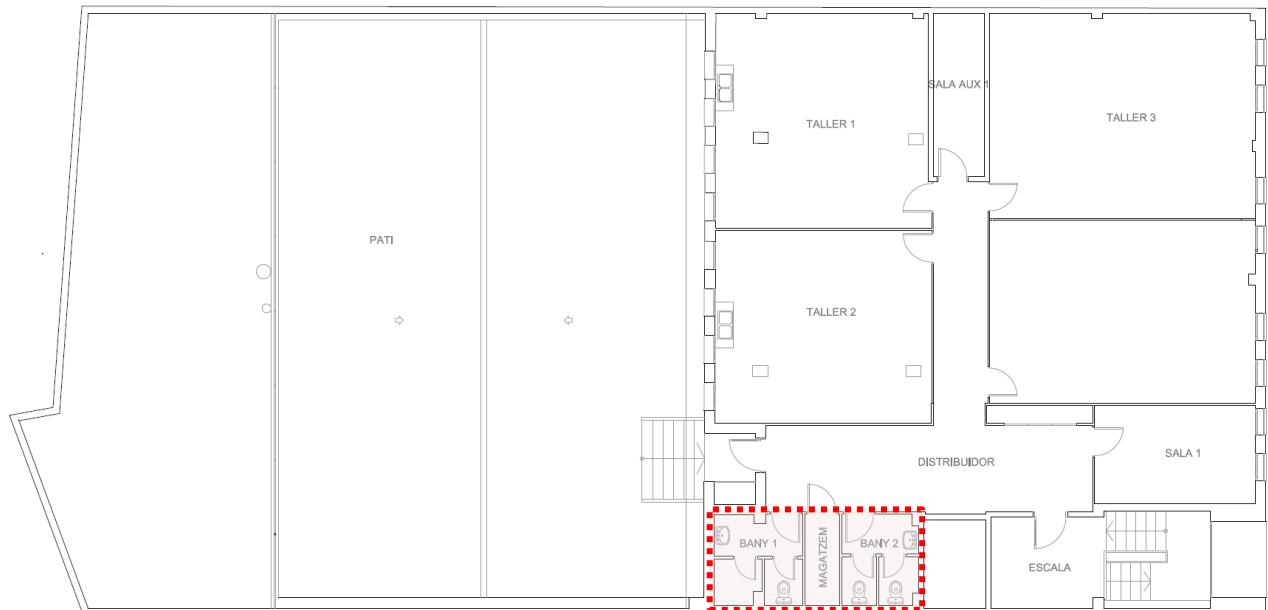 SALA AUX 1
TALLER 1
TALLER 3
PATI
TALLER 2
DISTRIBUIDOR
SALA 1
BANY 1
MAGATZEM
BANY 2
ESCALA